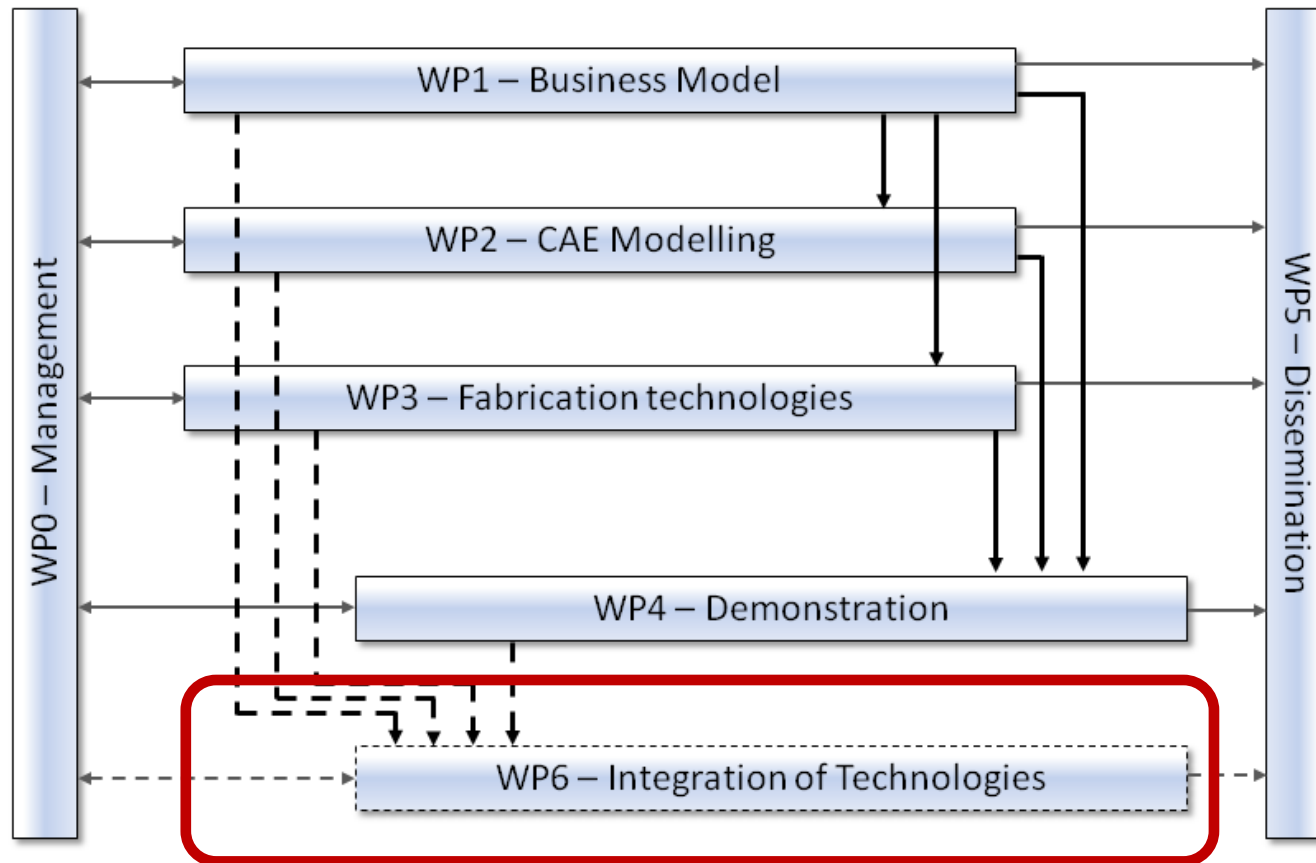 WP0 – Management
WP1 – Business Model
WP2 – CAE Modelling
WP3 – Fabrication technologies
WP4 – Demonstration
WP6 – Integration of Technologies
WP5 – Dissemination